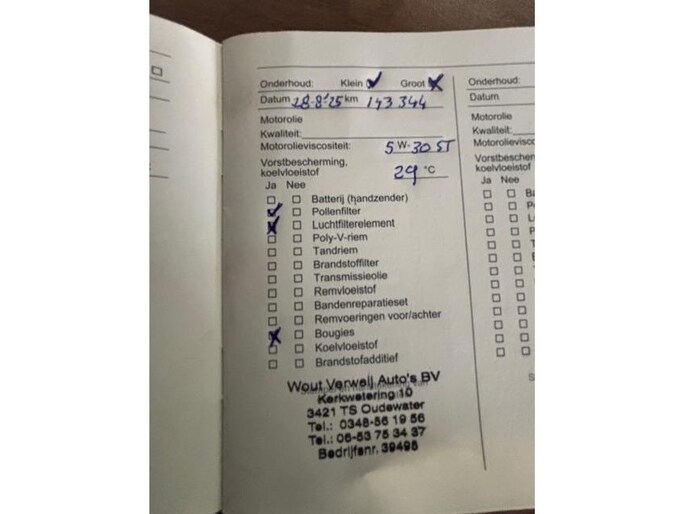 Onderhoud: Klein Groot
Datum 28-8-'25 km 143 344
Motorolie
Kwaliteit:
Motorolieviscositeit: 5 W- 30 ST
Vorstbescherming,
koelvloeistof 29 °C
Ja Nee
Batterij (handzender)
Pollenfilter
Luchtfilterelement
Poly-V-riem
Tandriem
Brandstoffilter
Transmissieolie
Remvloeistof
Bandenreparatieset
Remvoeringen voor/achter
Bougies
Koelvloeistof
Brandstofadditief
Wout Verweij Auto's BV
Kerkwetering 10
3421 TS Oudewater
Tel.: 0348-56 19 56
Tel.: 06-53 75 34 37
Bedrijfsnr. 39495
Onderhoud:
Datum
Motorolie
Kwaliteit:
Motorolievisco
Vorstbescher
koelvloeistof
Ja Nee